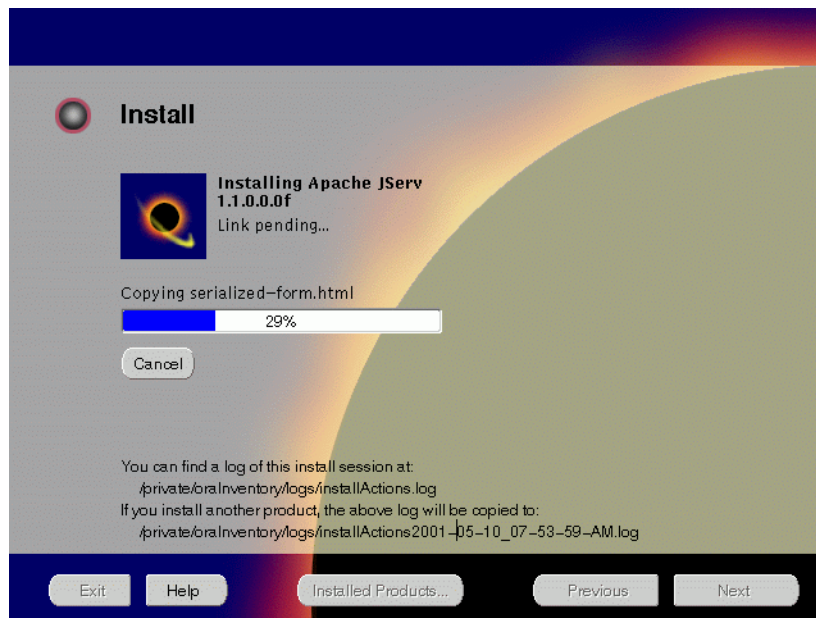 Install
Installing Apache JServ
1.1.0.0.0f
Link pending...
Copying serialized-form.html
29%
Cancel
You can find a log of this install session at:
/private/oraInventory/logs/installActions.log
If you install another product, the above log will be copied to:
/private/oraInventory/logs/installActions2001-05-10_07-53-59-AM.log
Exit
Help
Installed Products...
Previous
Next